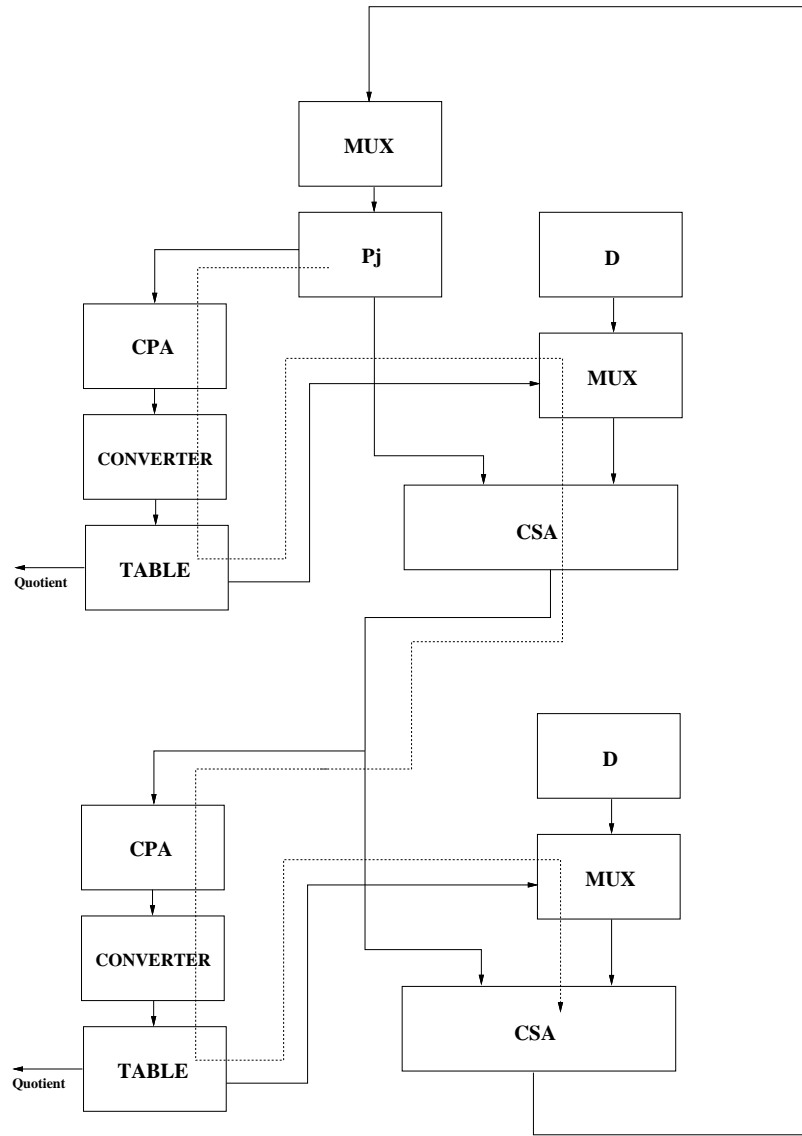 MUX
Pj
D
CPA
MUX
CONVERTER
CSA
TABLE
Quotient
D
CPA
MUX
CONVERTER
CSA
TABLE
Quotient